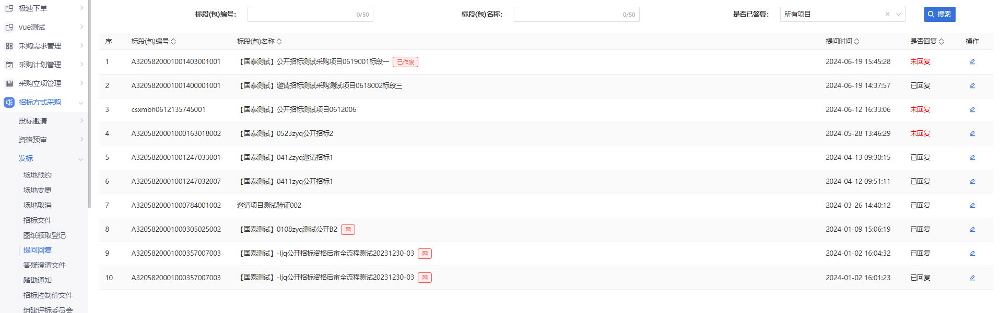 极速下单
vue测试
采购需求管理
采购计划管理
采购立项管理
招标方式采购
投标邀请
资格预审
发标
场地预约
场地变更
场地取消
招标文件
图纸领取登记
提问回复
答疑澄清文件
踏勘通知
招标控制价文件
组建评标委员会
标段(包)编号： 0/50 标段(包)名称： 0/50 是否已答复： 所有项目 搜索
序 标段(包)编号 标段(包)名称 提问时间 是否回复 操作
1 A3205820001001403001001 【国泰测试】公开招标测试采购项目0619001标段一 已作废 2024-06-19 15:45:28 未回复
2 A3205820001001400001001 【国泰测试】邀请招标测试采购测试项目0618002标段三 2024-06-19 14:37:57 已回复
3 csxmbh0612135745001 【国泰测试】公开招标测试项目0612006 2024-06-12 16:33:06 未回复
4 A3205820001000163018002 【国泰测试】0523zyq公开招标2 2024-05-28 13:46:29 未回复
5 A3205820001001247033001 【国泰测试】0412zyq邀请招标1 2024-04-13 09:30:15 已回复
6 A3205820001001247032007 【国泰测试】0411zyq公开招标1 2024-04-12 09:51:11 已回复
7 A3205820001000784001002 邀请项目测试验证002 2024-03-26 14:40:12 已回复
8 A3205820001000305025002 【国泰测试】0108zyq测试公开B2 网 2024-01-09 15:06:19 已回复
9 A3205820001000357007003 【国泰测试】-ljq公开招标资格后审全流程测试20231230-03 网 2024-01-02 16:04:32 已回复
10 A3205820001000357007003 【国泰测试】-ljq公开招标资格后审全流程测试20231230-03 网 2024-01-02 16:01:23 已回复